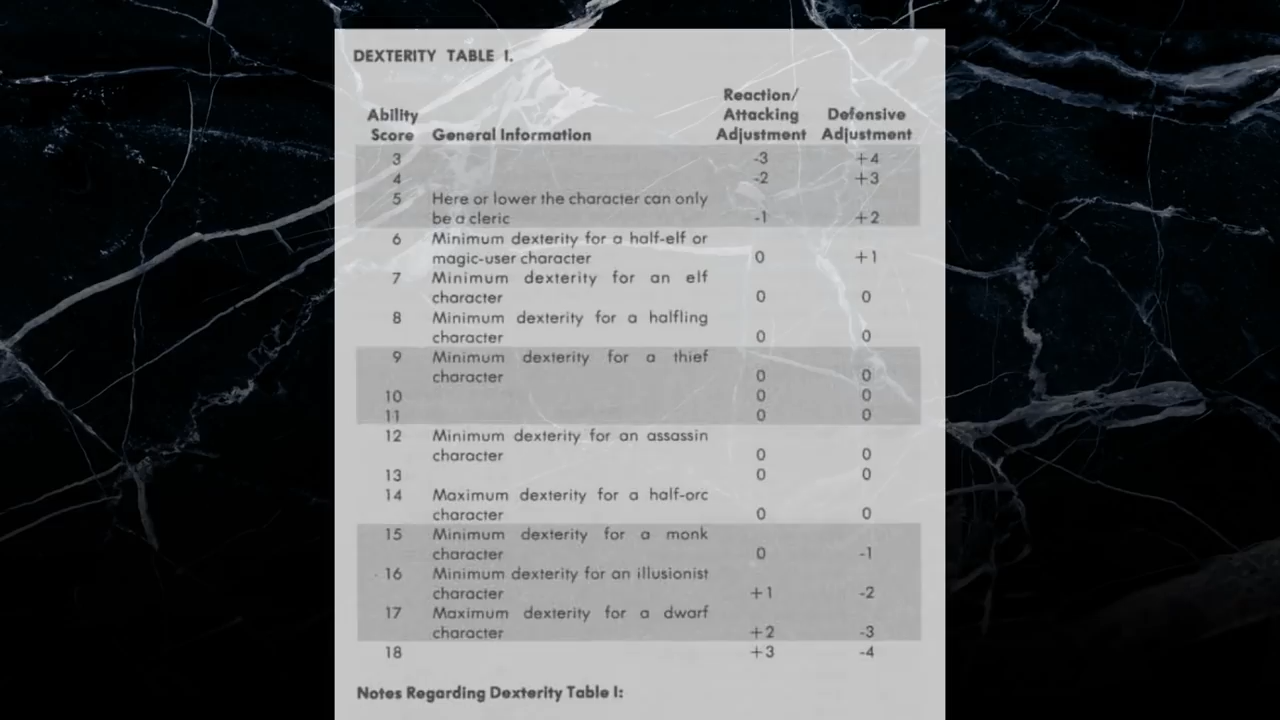 DEXTERITY TABLE I.
Reaction/
Ability Attacking Defensive
Score General Information Adjustment Adjustment
3 -3 +4
4 -2 +3
5 Here or lower the character can only
be a cleric -1 +2
6 Minimum dexterity for a half-elf or
magic-user character 0 +1
7 Minimum dexterity for an elf
character 0 0
8 Minimum dexterity for a halfling
character 0 0
9 Minimum dexterity for a thief
character 0 0
10 0 0
11 0 0
12 Minimum dexterity for an assassin
character 0 0
13 0 0
14 Maximum dexterity for a half-orc
character 0 0
15 Minimum dexterity for a monk
character 0 -1
16 Minimum dexterity for an illusionist
character +1 -2
17 Maximum dexterity for a dwarf
character +2 -3
18 +3 -4
Notes Regarding Dexterity Table I: